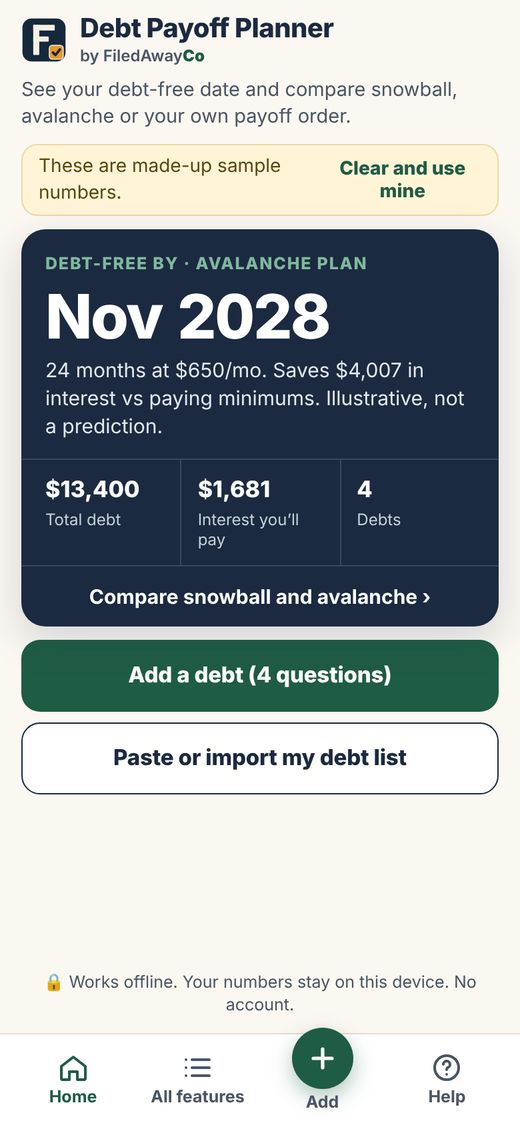 F
Debt Payoff Planner
by FiledAwayCo
See your debt-free date and compare snowball,
avalanche or your own payoff order.
These are made-up sample
numbers.
Clear and use
mine
DEBT-FREE BY · AVALANCHE PLAN
Nov 2028
24 months at $650/mo. Saves $4,007 in
interest vs paying minimums. Illustrative, not
a prediction.
$13,400
Total debt
$1,681
Interest you’ll
pay
4
Debts
Compare snowball and avalanche ›
Add a debt (4 questions)
Paste or import my debt list
🔒 Works offline. Your numbers stay on this device. No
account.
Home
All features
Add
Help